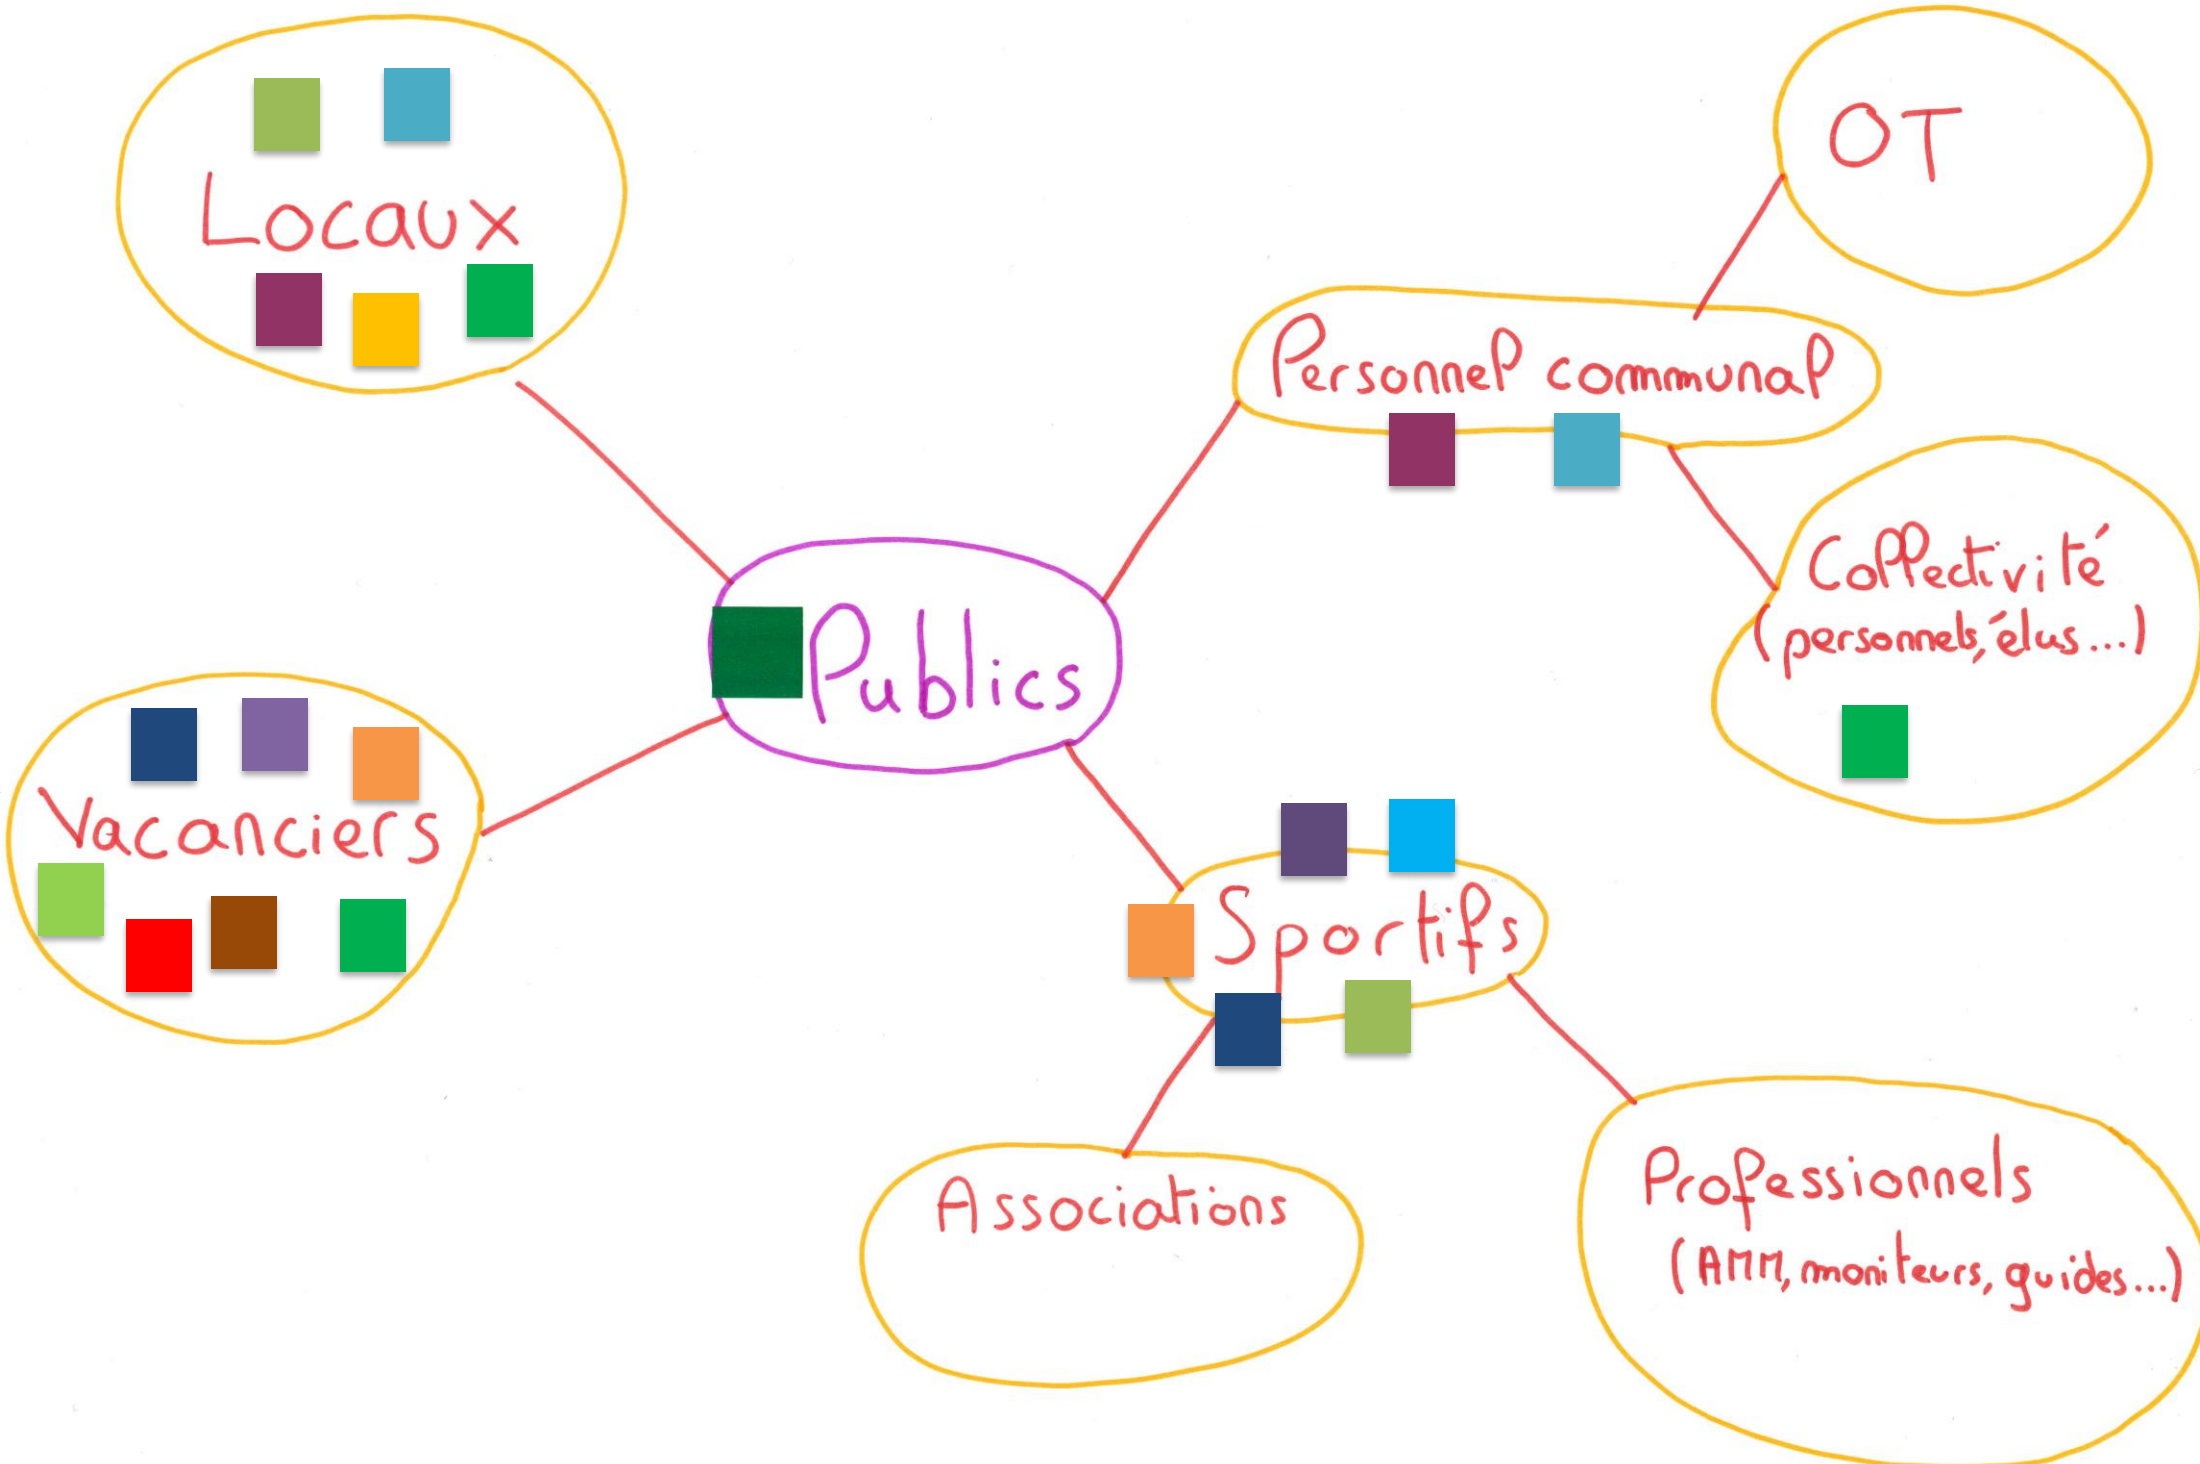 Locaux
OT
Personnel communal
Collectivité
(personnels, élus...)
Publics
Vacanciers
Sportifs
Associations
Professionnels
(AMM, moniteurs, guides...)